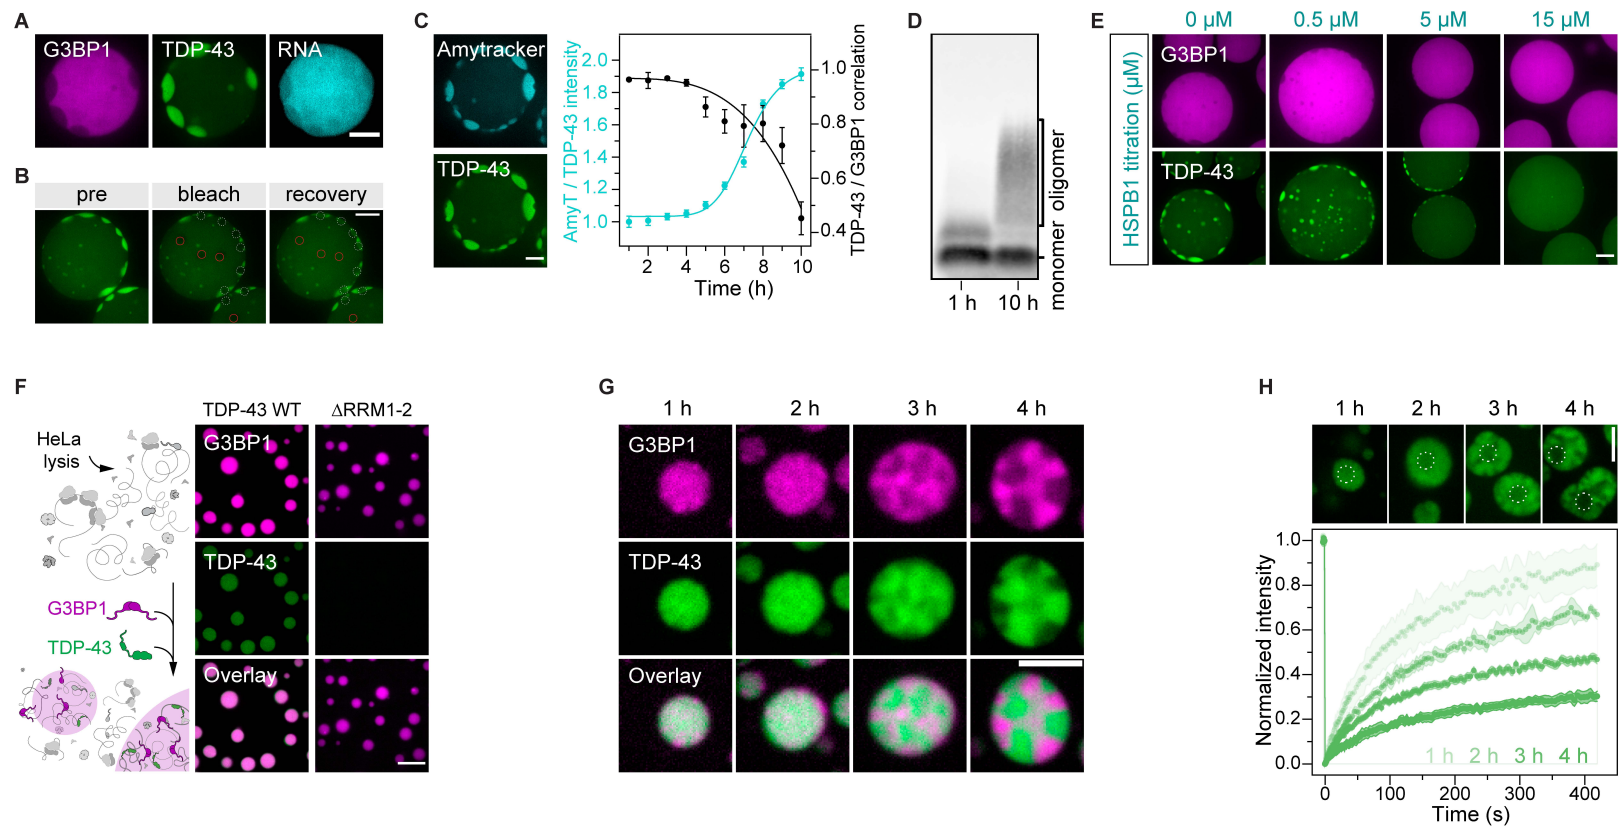 A
G3BP1
TDP-43
RNA
B
pre
bleach
recovery
C
Amytracker
TDP-43
AmyT / TDP-43 intensity
2.0
1.8
1.6
1.4
1.2
1.0
1.0
0.8
0.6
0.4
TDP-43 / G3BP1 correlation
2
4
6
8
10
Time (h)
D
1 h
10 h
monomer
oligomer
E
0 µM
0.5 µM
5 µM
15 µM
HSPB1 titration (µM)
G3BP1
TDP-43
F
HeLa
lysis
G3BP1
TDP-43
TDP-43 WT
ΔRRM1-2
G3BP1
TDP-43
Overlay
G
1 h
2 h
3 h
4 h
G3BP1
TDP-43
Overlay
H
1 h
2 h
3 h
4 h
Normalized intensity
1.0
0.8
0.6
0.4
0.2
0.0
1 h
2 h
3 h
4 h
0
100
200
300
400
Time (s)